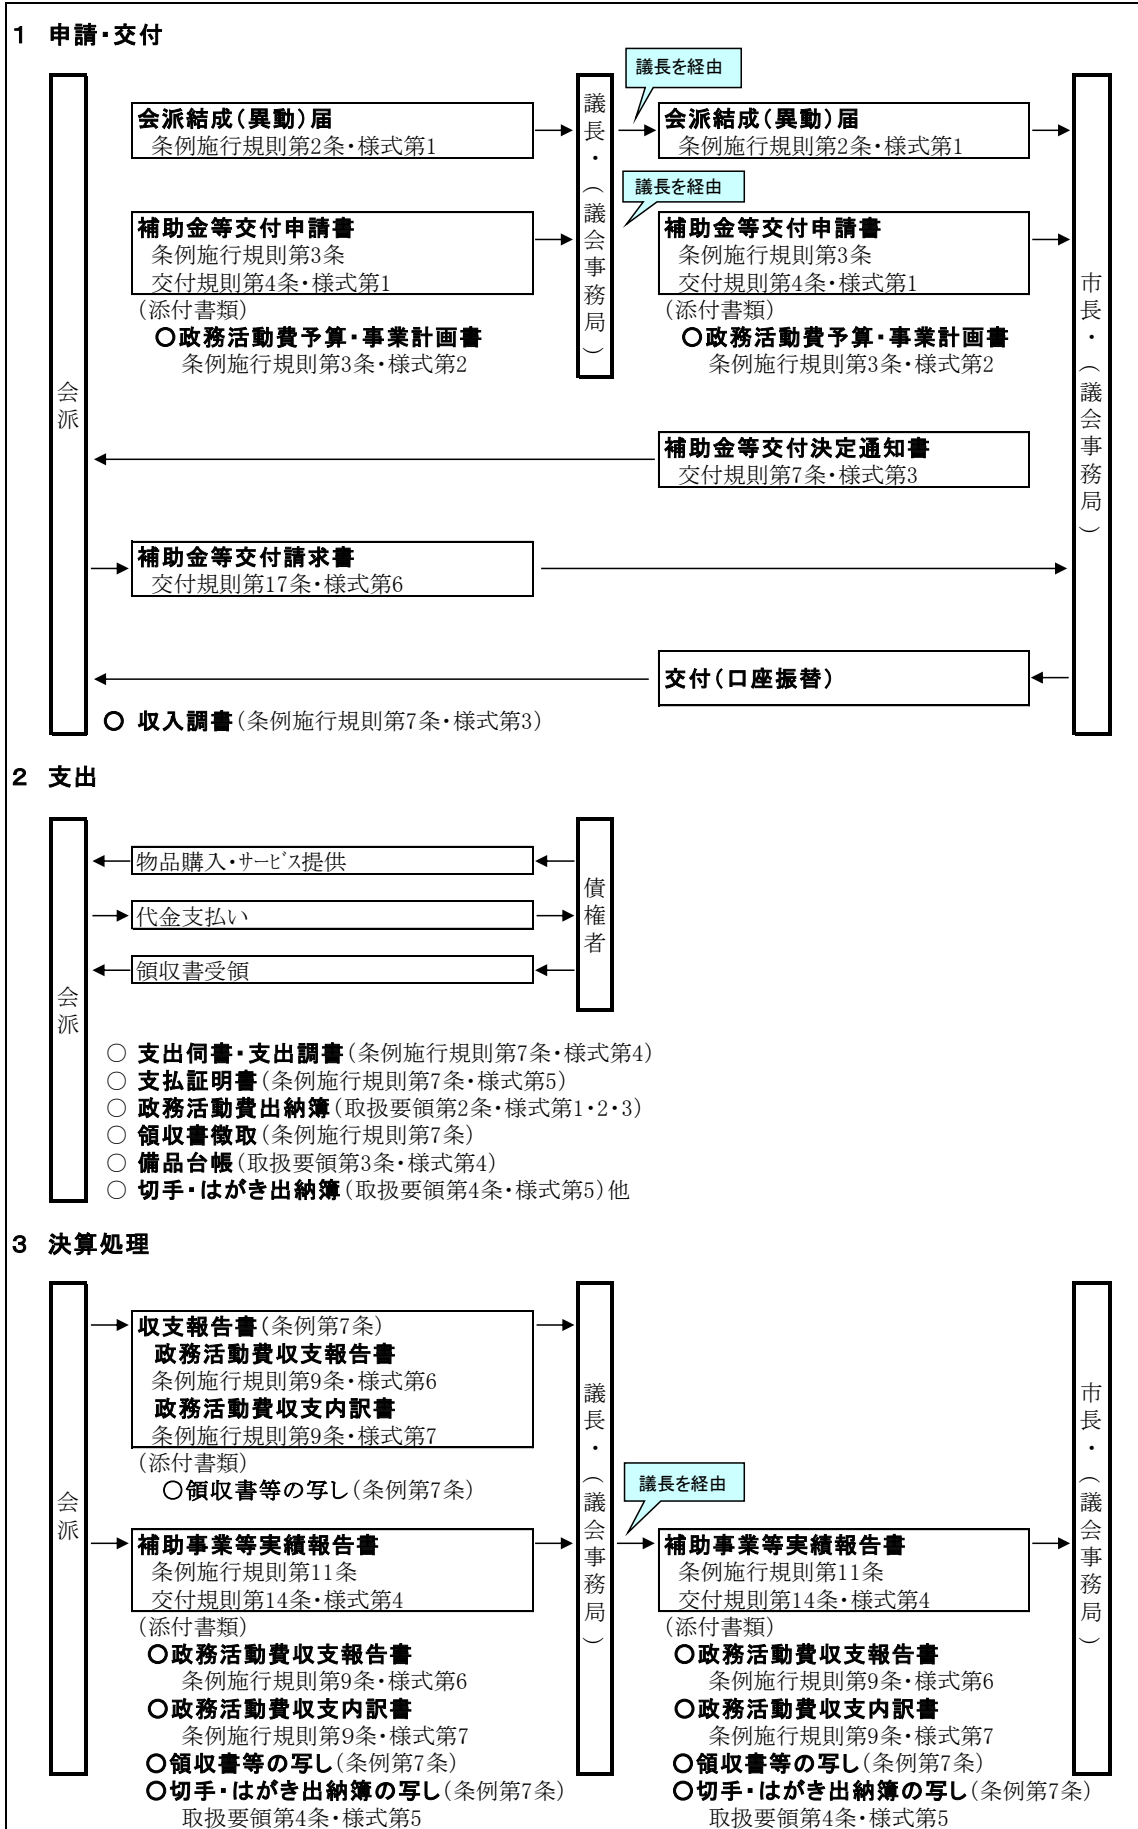 1 申請・交付
議長を経由
会派結成(異動)届
条例施行規則第2条・様式第1
会派結成(異動)届
条例施行規則第2条・様式第1
議長を経由
補助金等交付申請書
条例施行規則第3条
交付規則第4条・様式第1
(添付書類)
〇政務活動費予算・事業計画書
条例施行規則第3条・様式第2
補助金等交付申請書
条例施行規則第3条
交付規則第4条・様式第1
(添付書類)
〇政務活動費予算・事業計画書
条例施行規則第3条・様式第2
議長・(議会事務局)
会派
市長・(議会事務局)
補助金等交付決定通知書
交付規則第7条・様式第3
補助金等交付請求書
交付規則第17条・様式第6
交付(口座振替)
〇 収入調書(条例施行規則第7条・様式第3)
2 支出
会派
物品購入・サービス提供
代金支払い
領収書受領
債権者
○ 支出伺書・支出調書(条例施行規則第7条・様式第4)
○ 支払証明書(条例施行規則第7条・様式第5)
○ 政務活動費出納簿(取扱要領第2条・様式第1・2・3)
○ 領収書徴取(条例施行規則第7条)
○ 備品台帳(取扱要領第3条・様式第4)
○ 切手・はがき出納簿(取扱要領第4条・様式第5)他
3 決算処理
会派
収支報告書(条例第7条)
政務活動費収支報告書
条例施行規則第9条・様式第6
政務活動費収支内訳書
条例施行規則第9条・様式第7
(添付書類)
〇領収書等の写し(条例第7条)
議長・(議会事務局)
議長を経由
市長・(議会事務局)
補助事業等実績報告書
条例施行規則第11条
交付規則第14条・様式第4
(添付書類)
〇政務活動費収支報告書
条例施行規則第9条・様式第6
〇政務活動費収支内訳書
条例施行規則第9条・様式第7
〇領収書等の写し(条例第7条)
〇切手・はがき出納簿の写し(条例第7条)
取扱要領第4条・様式第5
補助事業等実績報告書
条例施行規則第11条
交付規則第14条・様式第4
(添付書類)
〇政務活動費収支報告書
条例施行規則第9条・様式第6
〇政務活動費収支内訳書
条例施行規則第9条・様式第7
〇領収書等の写し(条例第7条)
〇切手・はがき出納簿の写し(条例第7条)
取扱要領第4条・様式第5